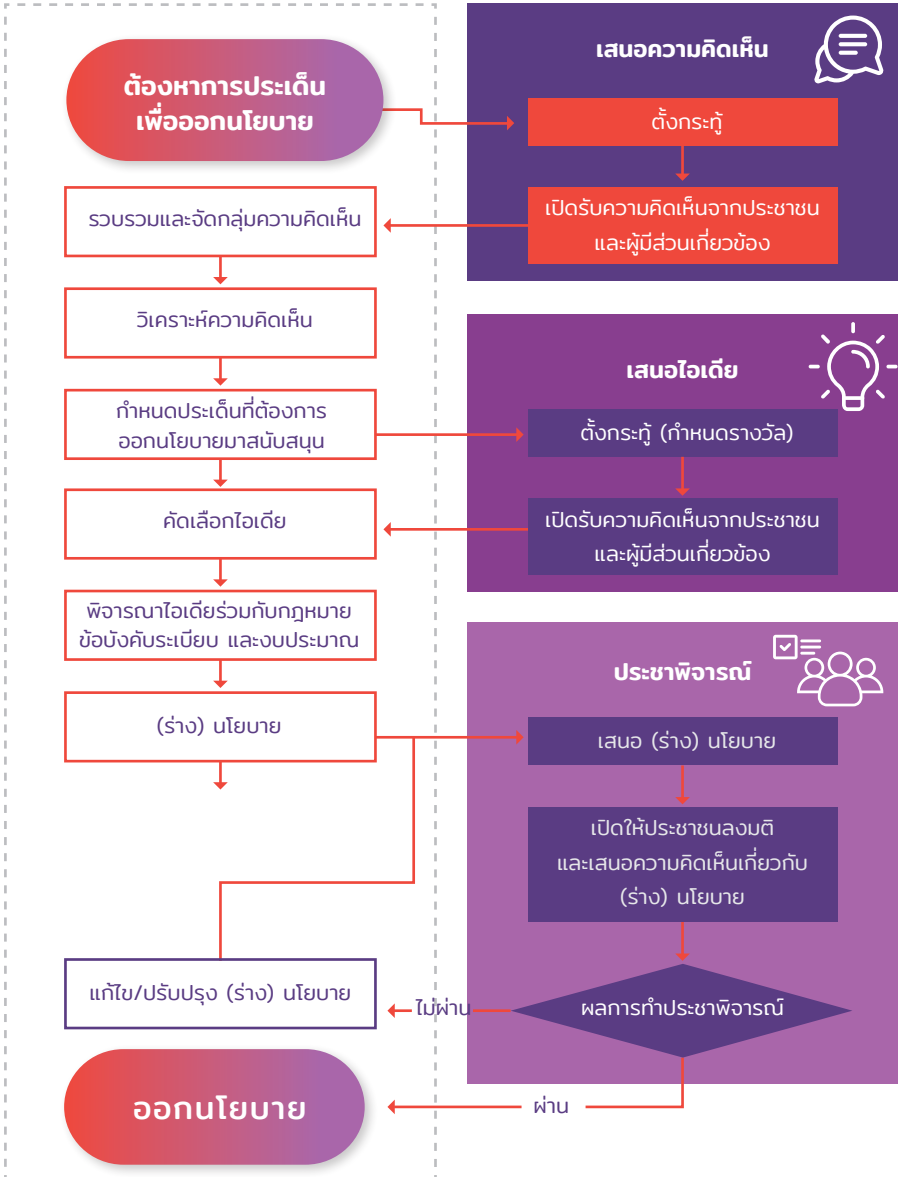 ต้องหาการประเด็น
เพื่อออกนโยบาย
เสนอความคิดเห็น
ตั้งกระทู้
เปิดรับความคิดเห็นจากประชาชน
และผู้มีส่วนเกี่ยวข้อง
รวบรวมและจัดกลุ่มความคิดเห็น
วิเคราะห์ความคิดเห็น
กำหนดประเด็นที่ต้องการ
ออกนโยบายมาสนับสนุน
เสนอไอเดีย
ตั้งกระทู้ (กำหนดรางวัล)
เปิดรับความคิดเห็นจากประชาชน
และผู้มีส่วนเกี่ยวข้อง
คัดเลือกไอเดีย
พิจารณาไอเดียร่วมกับกฎหมาย
ข้อบังคับระเบียบ และงบประมาณ
(ร่าง) นโยบาย
ประชาพิจารณ์
เสนอ (ร่าง) นโยบาย
เปิดให้ประชาชนลงมติ
และเสนอความคิดเห็นเกี่ยวกับ
(ร่าง) นโยบาย
ผลการทำประชาพิจารณ์
ไม่ผ่าน
แก้ไข/ปรับปรุง (ร่าง) นโยบาย
ผ่าน
ออกนโยบาย